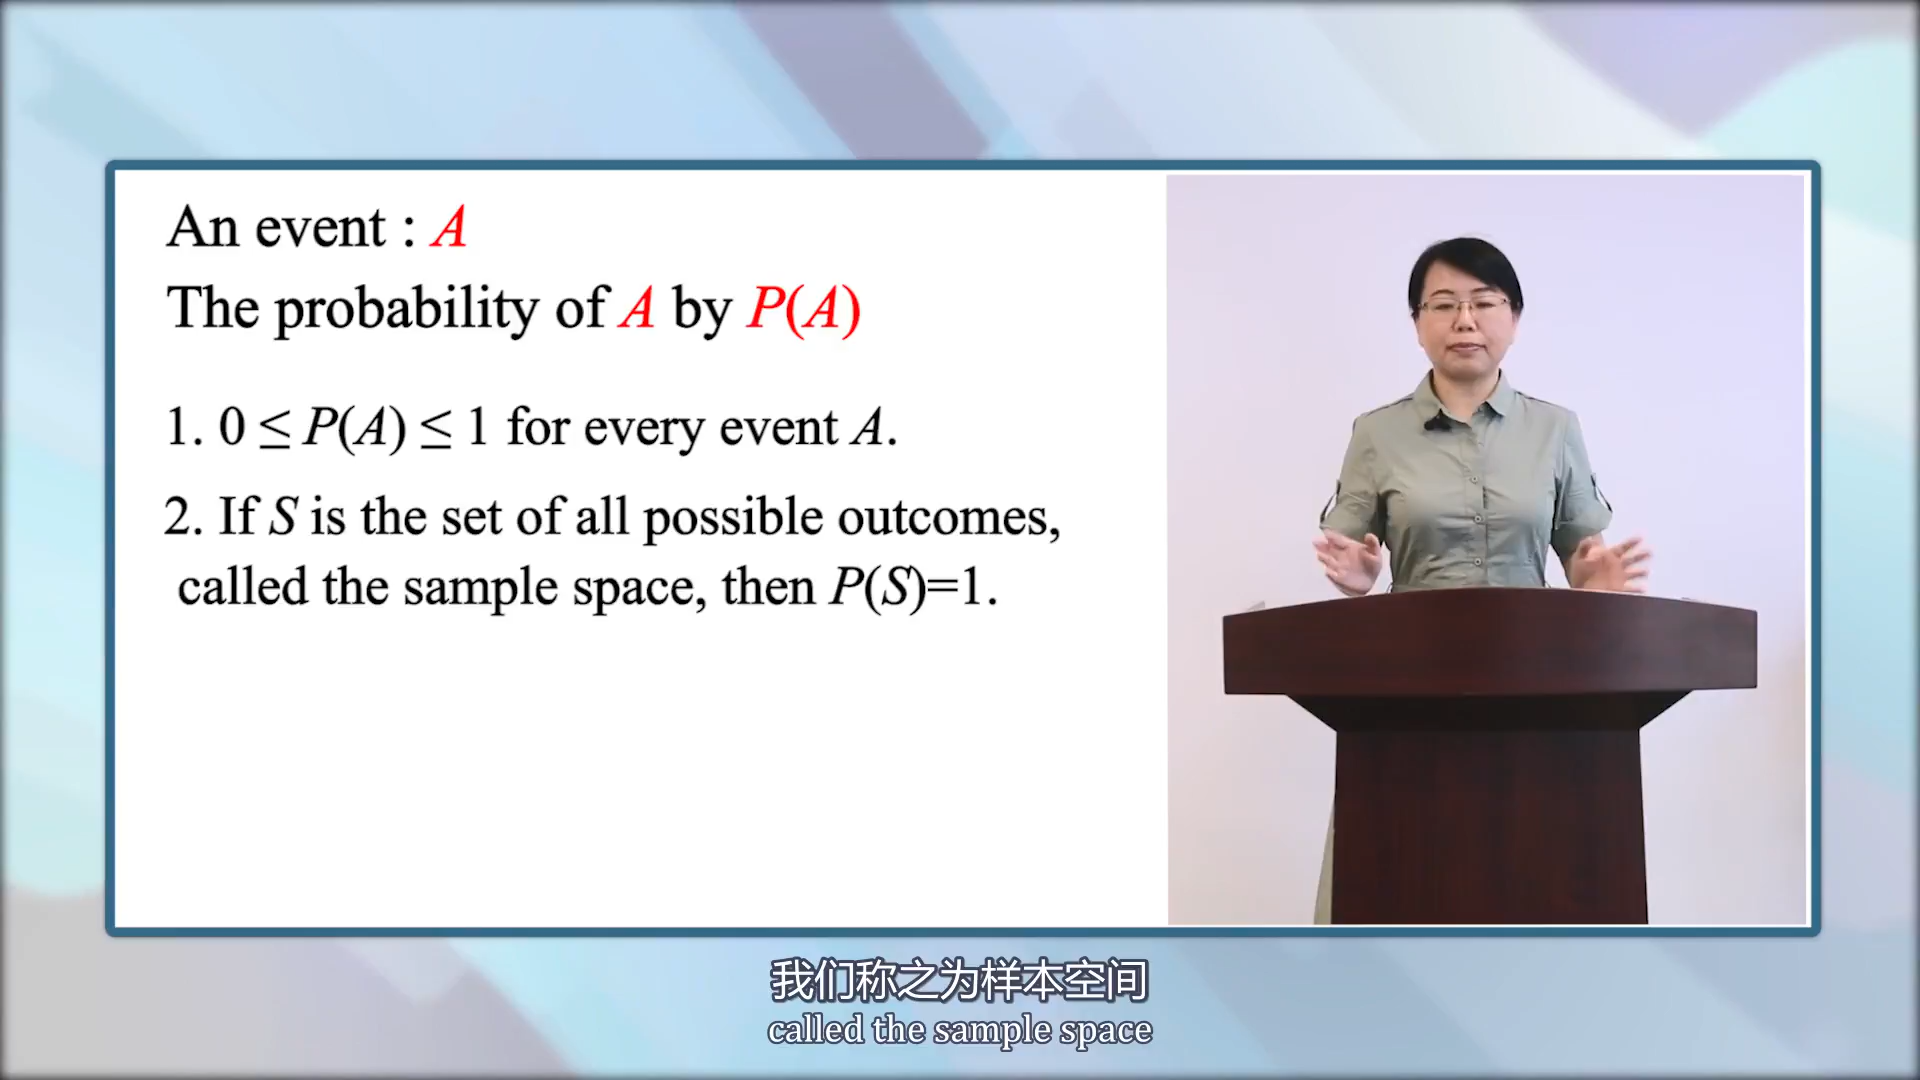 An event : A
The probability of A by P(A)
1. 0 ≤ P(A) ≤ 1 for every event A.
2. If S is the set of all possible outcomes,
called the sample space, then P(S)=1.
我们称之为样本空间
called the sample space